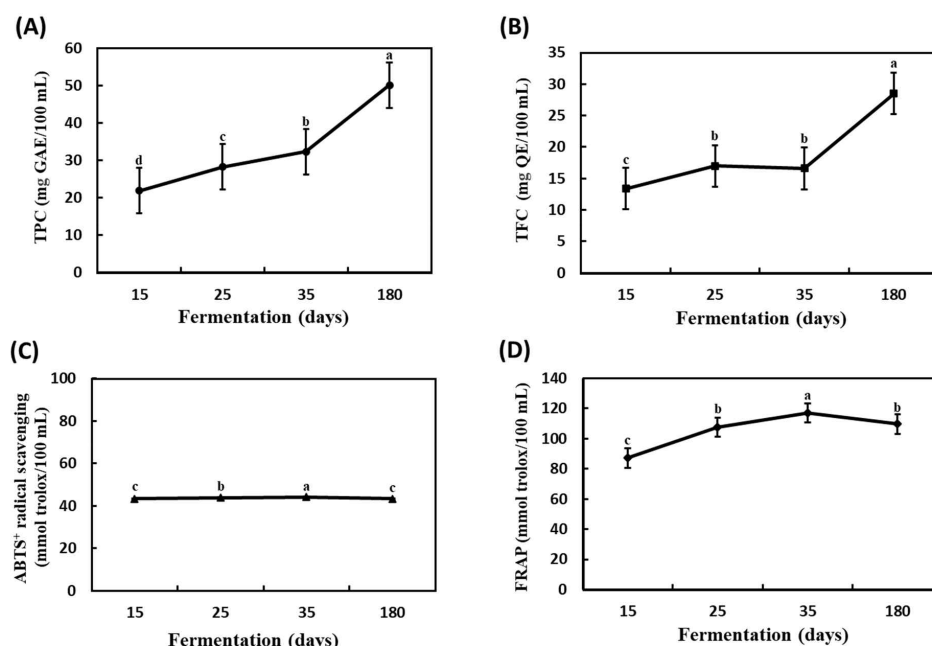 (A)
60
50
40
30
20
10
0
TPC (mg GAE/100 mL)
d
c
b
a
15 25 35 180
Fermentation (days)
(B)
35
30
25
20
15
10
5
0
TFC (mg QE/100 mL)
c
b
b
a
15 25 35 180
Fermentation (days)
(C)
100
80
60
40
20
0
ABTS⁺ radical scavenging
(mmol trolox/100 mL)
c b a c
15 25 35 180
Fermentation (days)
(D)
140
120
100
80
60
40
20
0
FRAP (mmol trolox/100 mL)
c
b
a
b
15 25 35 180
Fermentation (days)